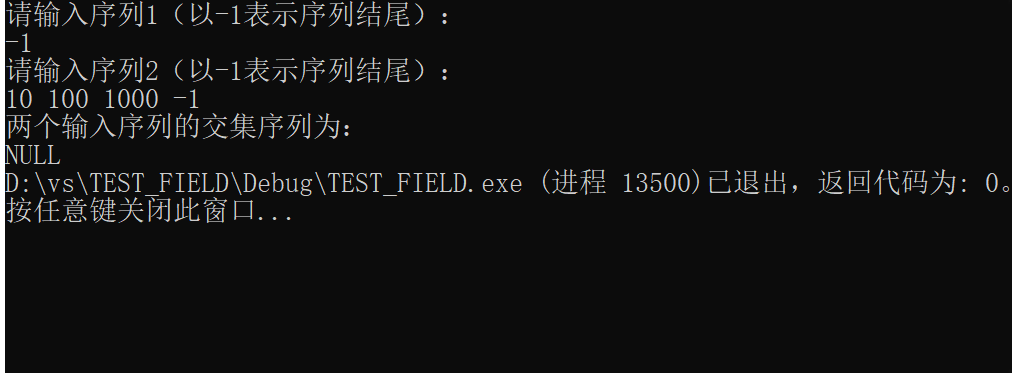 请输入序列1（以-1表示序列结尾）：
-1
请输入序列2（以-1表示序列结尾）：
10 100 1000 -1
两个输入序列的交集序列为：
NULL
D:\vs\TEST_FIELD\Debug\TEST_FIELD.exe (进程 13500)已退出，返回代码为: 0。
按任意键关闭此窗口...